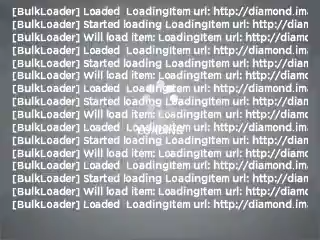 [BulkLoader] Loaded  LoadingItem url: http://diamond.im
[BulkLoader] Started loading LoadingItem url: http://diam
[BulkLoader] Will load item: LoadingItem url: http://diamo
[BulkLoader] Loaded  LoadingItem url: http://diamond.im
[BulkLoader] Started loading LoadingItem url: http://diam
[BulkLoader] Will load item: LoadingItem url: http://diamo
[BulkLoader] Loaded  LoadingItem url: http://diamond.im
[BulkLoader] Started loading LoadingItem url: http://diam
[BulkLoader] Will load item: LoadingItem url: http://diamo
[BulkLoader] Loaded  LoadingItem url: http://diamond.im
[BulkLoader] Started loading LoadingItem url: http://diam
[BulkLoader] Will load item: LoadingItem url: http://diamo
[BulkLoader] Loaded  LoadingItem url: http://diamond.im
[BulkLoader] Started loading LoadingItem url: http://diam
[BulkLoader] Will load item: LoadingItem url: http://diamo
[BulkLoader] Loaded  LoadingItem url: http://diamond.im